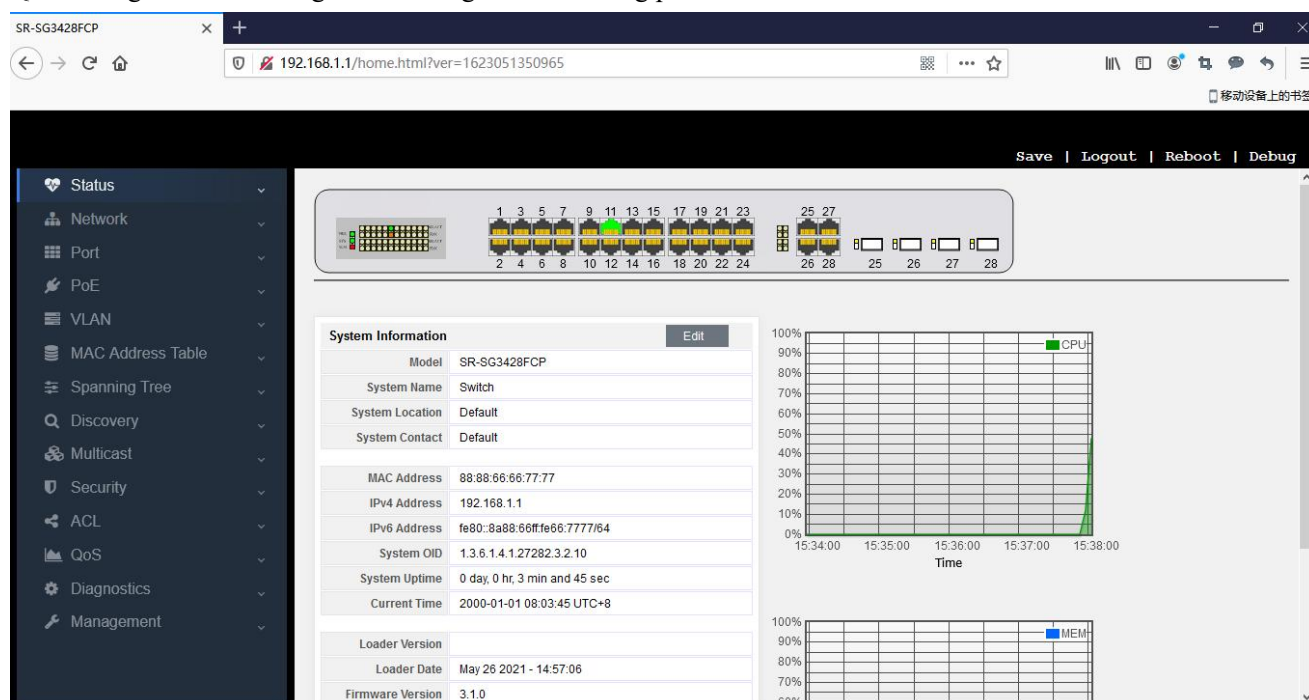 SR-SG3428FCP
192.168.1.1/home.html?ver=1623051350965
移动设备上的书签
Save | Logout | Reboot | Debug
Status
Network
Port
PoE
VLAN
MAC Address Table
Spanning Tree
Discovery
Multicast
Security
ACL
QoS
Diagnostics
Management
1 3 5 7 9 11 13 15 17 19 21 23 25 27
2 4 6 8 10 12 14 16 18 20 22 24 26 28 25 26 27 28
System Information Edit
Model SR-SG3428FCP
System Name Switch
System Location Default
System Contact Default
MAC Address 88:88:66:66:77:77
IPv4 Address 192.168.1.1
IPv6 Address fe80::8a88:66ff:fe66:7777/64
System OID 1.3.6.1.4.1.27282.3.2.10
System Uptime 0 day, 0 hr, 3 min and 45 sec
Current Time 2000-01-01 08:03:45 UTC+8
Loader Version
Loader Date May 26 2021 - 14:57:06
Firmware Version 3.1.0
100%
90%
80%
70%
60%
50%
40%
30%
20%
10%
0%
CPU
15:34:00 15:35:00 15:36:00 15:37:00 15:38:00
Time
100%
90%
80%
70%
MEM